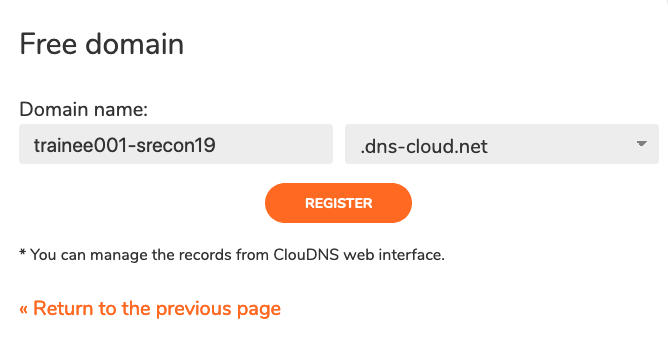 Free domain
Domain name:
trainee001-srecon19 .dns-cloud.net
REGISTER
* You can manage the records from ClouDNS web interface.
« Return to the previous page